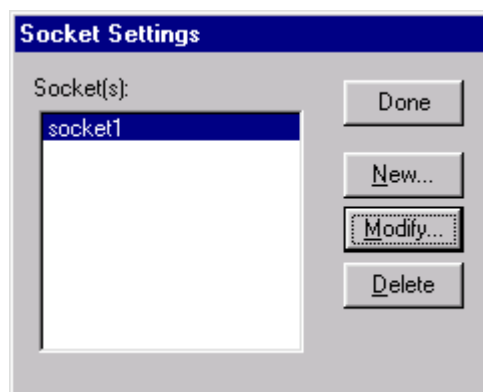 Socket Settings
Socket(s):
socket1
Done
New...
Modify...
Delete